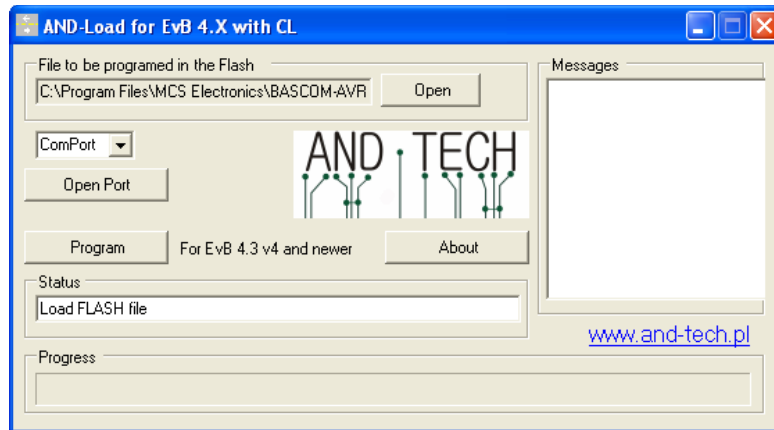 AND-Load for EvB 4.X with CL
File to be programed in the Flash
C:\Program Files\MCS Electronics\BASCOM-AVR
Open
Messages
ComPort
Open Port
AND TECH
Program
For EvB 4.3 v4 and newer
About
Status
Load FLASH file
www.and-tech.pl
Progress